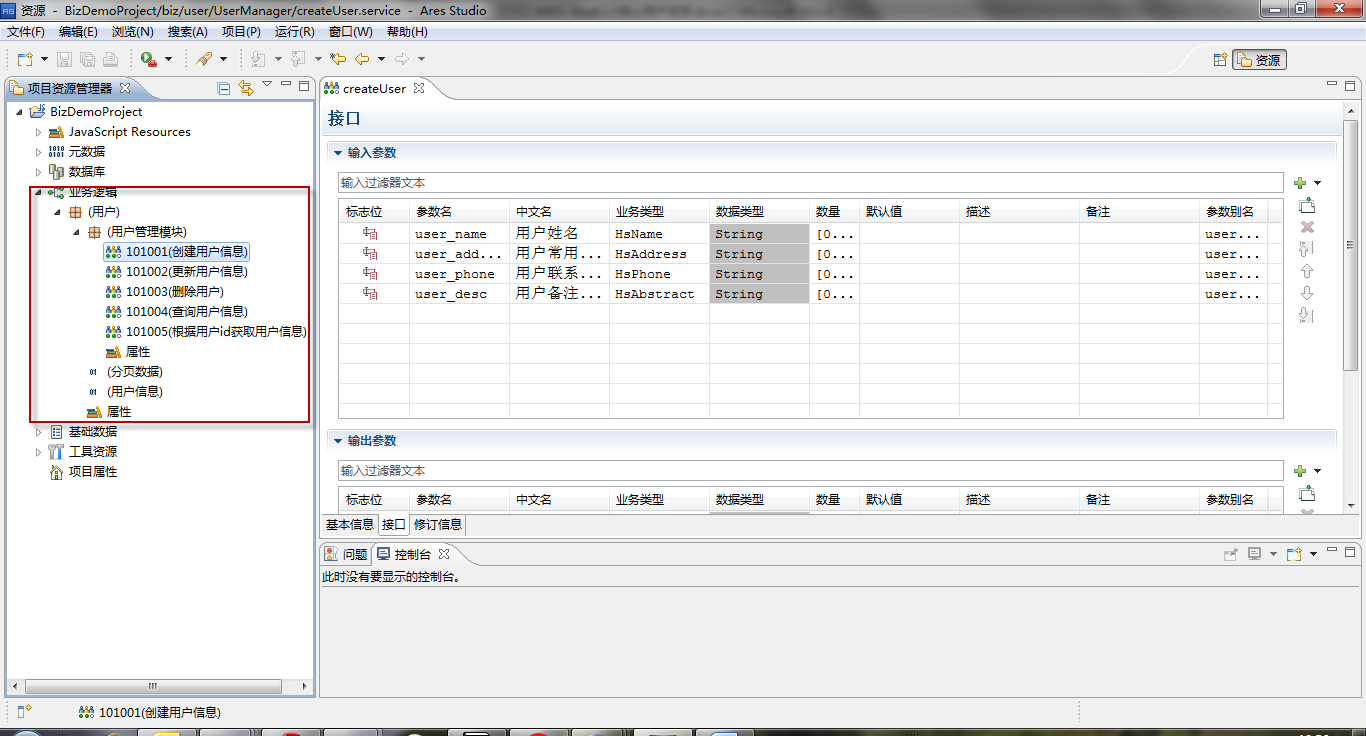 资源 - BizDemoProject/biz/user/UserManager/createUser.service - Ares Studio
文件(F) 编辑(E) 浏览(N) 搜索(A) 项目(P) 运行(R) 窗口(W) 帮助(H)
资源
项目资源管理器
BizDemoProject
JavaScript Resources
元数据
数据库
业务逻辑
(用户)
(用户管理模块)
101001(创建用户信息)
101002(更新用户信息)
101003(删除用户)
101004(查询用户信息)
101005(根据用户id获取用户信息)
属性
(分页数据)
(用户信息)
属性
基础数据
工具资源
项目属性
createUser
接口
输入参数
输入过滤器文本
标志位 参数名 中文名 业务类型 数据类型 数量 默认值 描述 备注 参数别名
user_name 用户姓名 HsName String [0... user...
user_add... 用户常用... HsAddress String [0... user...
user_phone 用户联系... HsPhone String [0... user...
user_desc 用户备注... HsAbstract String [0... user...
输出参数
输入过滤器文本
标志位 参数名 中文名 业务类型 数据类型 数量 默认值 描述 备注 参数别名
基本信息 接口 修订信息
问题 控制台
此时没有要显示的控制台。
101001(创建用户信息)